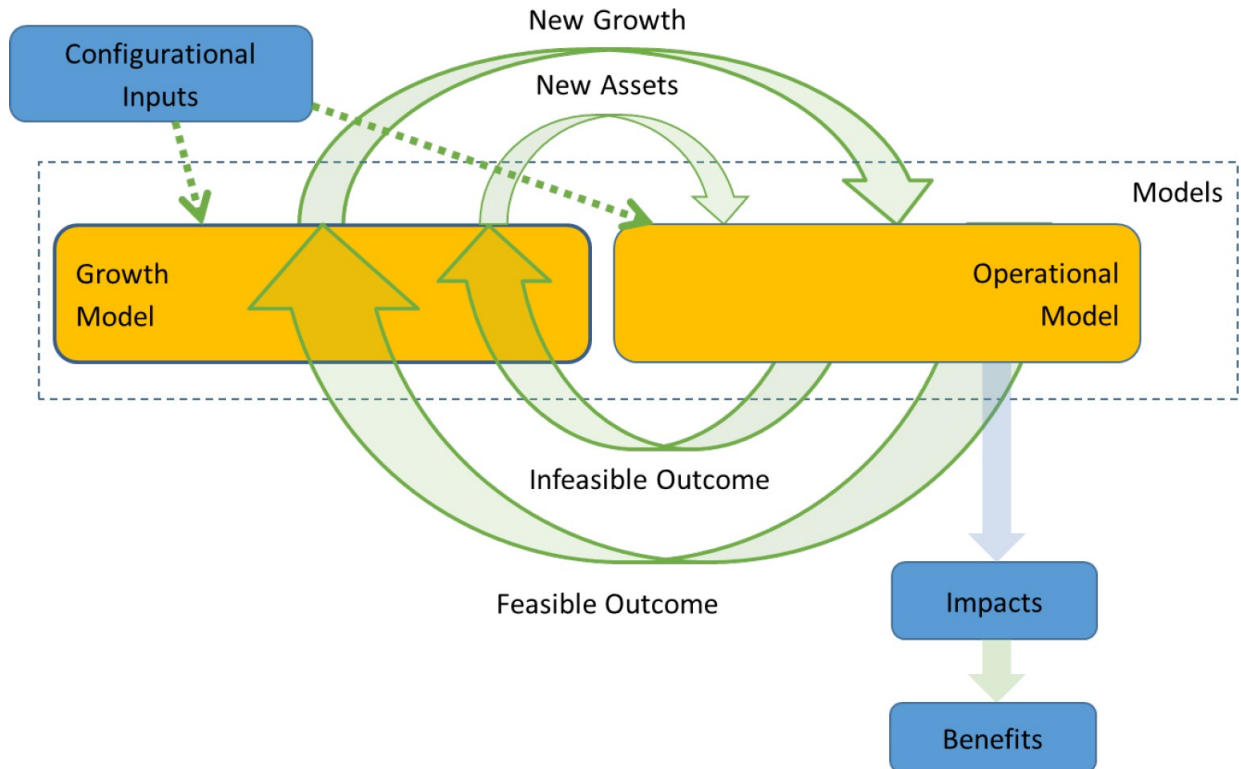 New Growth
Configurational
Inputs
New Assets
Models
Growth
Model
Operational
Model
Infeasible Outcome
Feasible Outcome
Impacts
Benefits